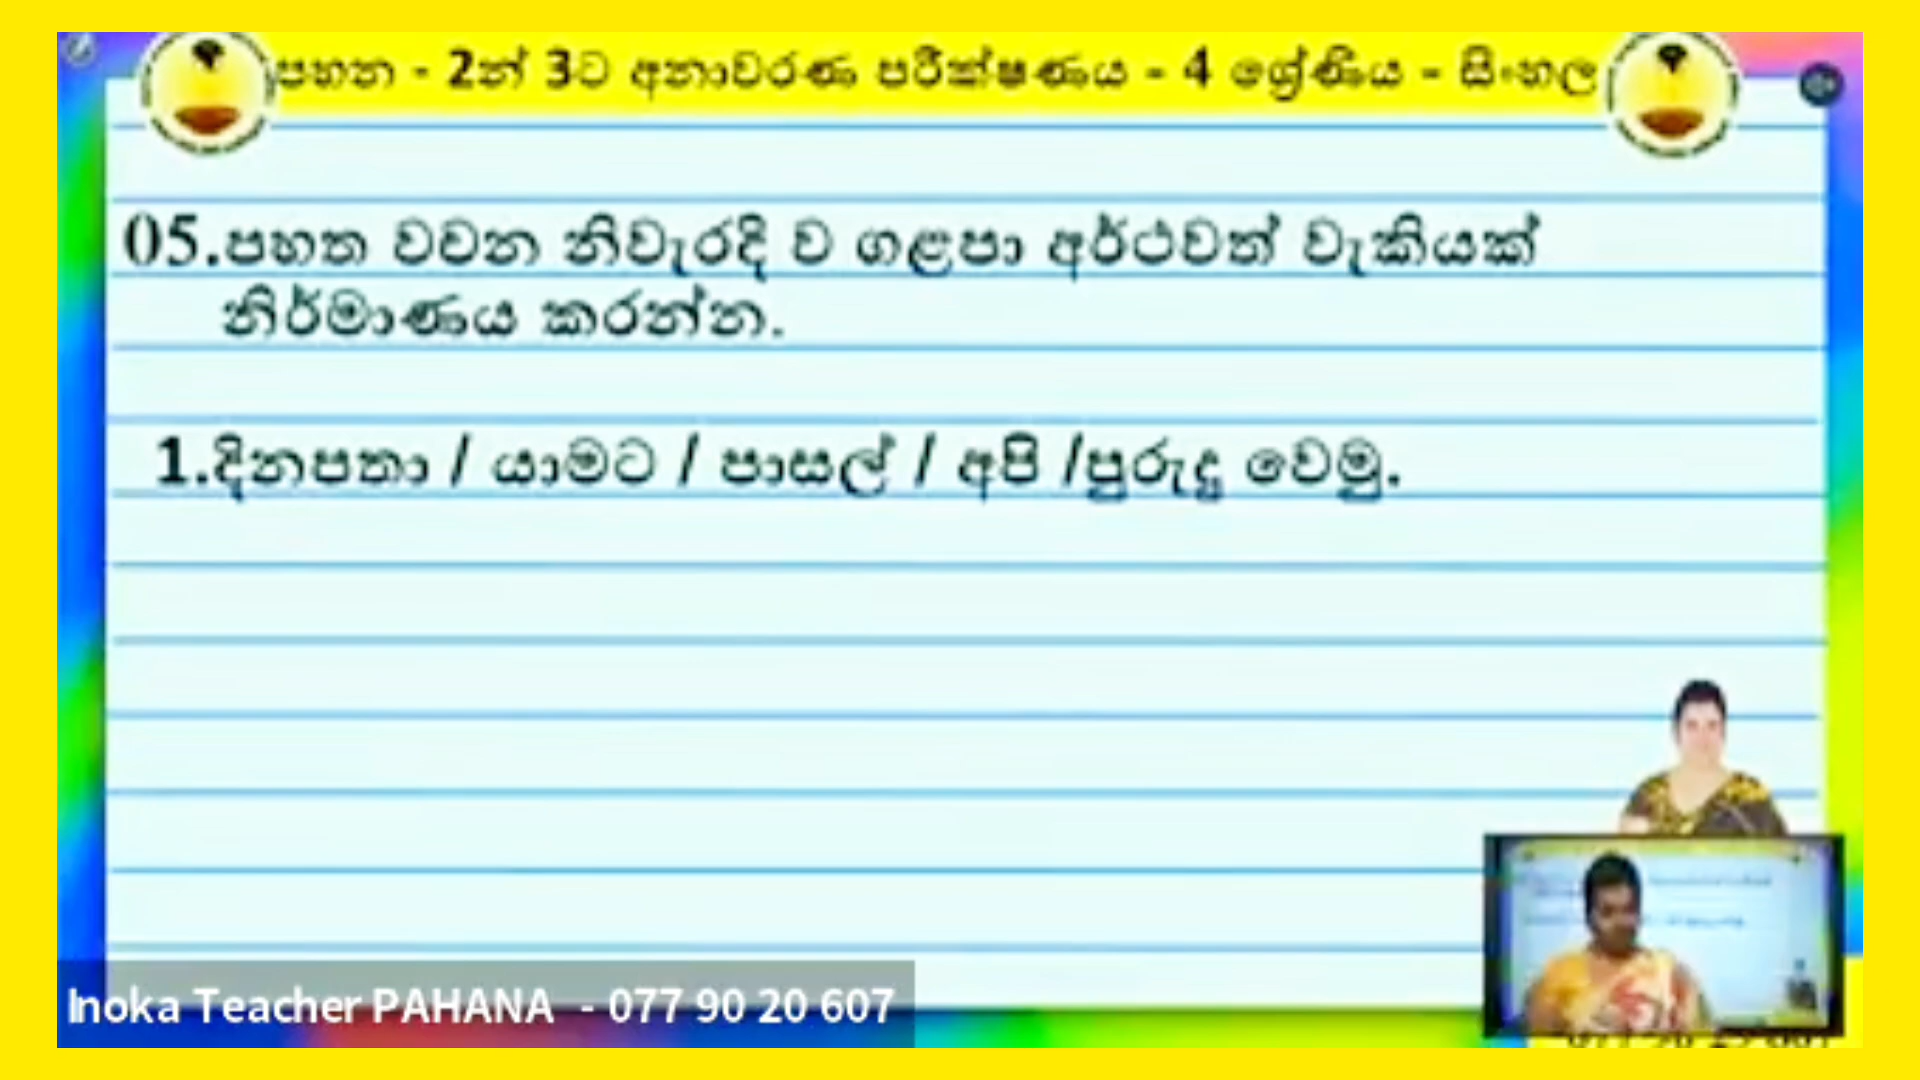 පහන - 2න් 3ට අනාවරණ පරීක්ෂණය - 4 ශ්‍රේණිය - සිංහල
05.පහත වචන නිවැරදි ව ගළපා අර්ථවත් වැකියක්
නිර්මාණය කරන්න.
1.දිනපතා / යාමට / පාසල් / අපි /පුරුදු වෙමු.
Inoka Teacher PAHANA - 077 90 20 607